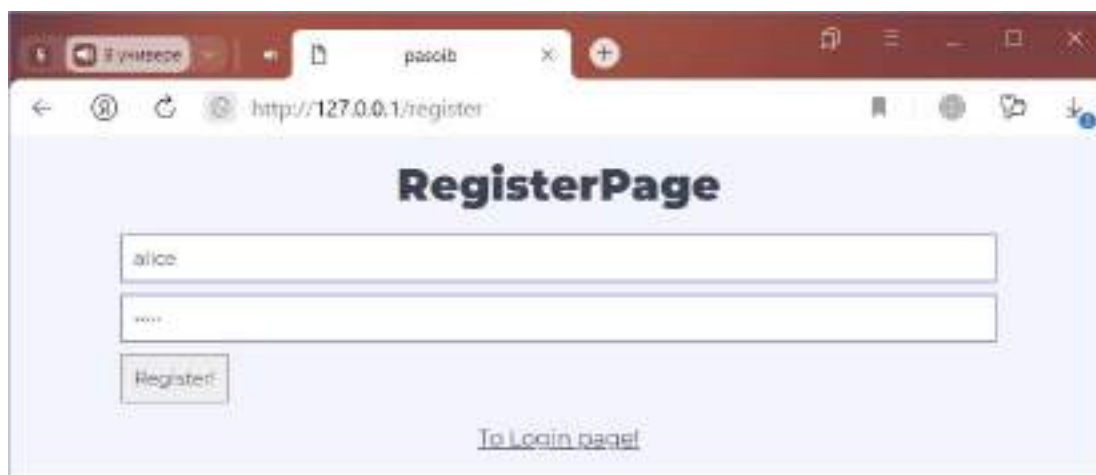 pasoib
http://127.0.0.1/register
RegisterPage
alice
Register!
To Login page!